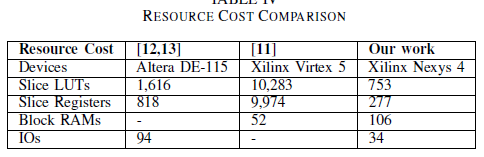 TABLE IV
RESOURCE COST COMPARISON
Resource Cost [12,13] [11] Our work
Devices Altera DE-115 Xilinx Virtex 5 Xilinx Nexys 4
Slice LUTs 1,616 10,283 753
Slice Registers 818 9,974 277
Block RAMs - 52 106
IOs 94 - 34